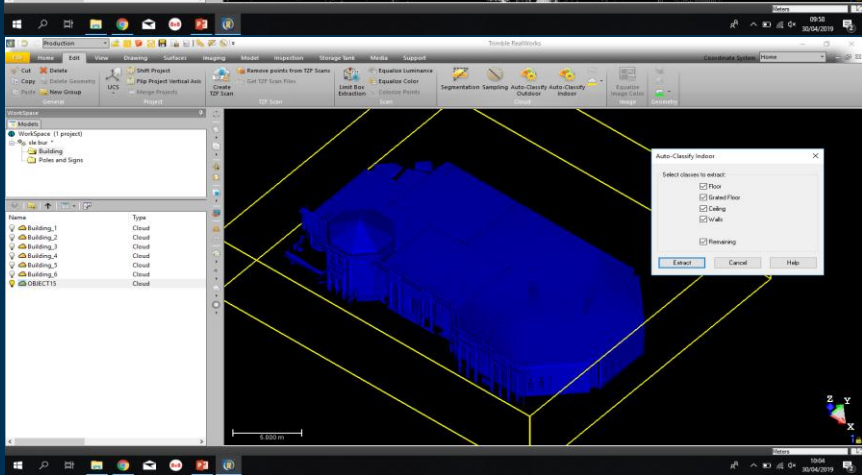 Meters
09:58
30/04/2019
Production
Trimble RealWorks
Home Edit View Drawing Surfaces Imaging Model Inspection Storage Tank Media Support
Coordinate System Home
Cut Delete
Copy Delete Geometry
Paste New Group
General
UCS
Shift Project
Flip Project Vertical Axis
Merge Projects
Project
Create TZF Scan
Remove points from TZF Scans
Get TZF Scan Files
TZF Scan
Limit Box Extraction
Equalize Luminance
Equalize Color
Colorize Points
Scan
Segmentation Sampling Auto-Classify Outdoor Auto-Classify Indoor
Cloud
Equalize Image Color
Image
Geometry
WorkSpace
Models
WorkSpace (1 project)
Building
Poles and Signs
Name Type
Building_1 Cloud
Building_2 Cloud
Building_3 Cloud
Building_4 Cloud
Building_5 Cloud
Building_6 Cloud
OBJECT15 Cloud
Auto-Classify Indoor
Select classes to extract:
Floor
Grated Floor
Ceiling
Walls
Remaining
Extract Cancel Help
6.000 m
Z Y
X
Meters
10:04
30/04/2019